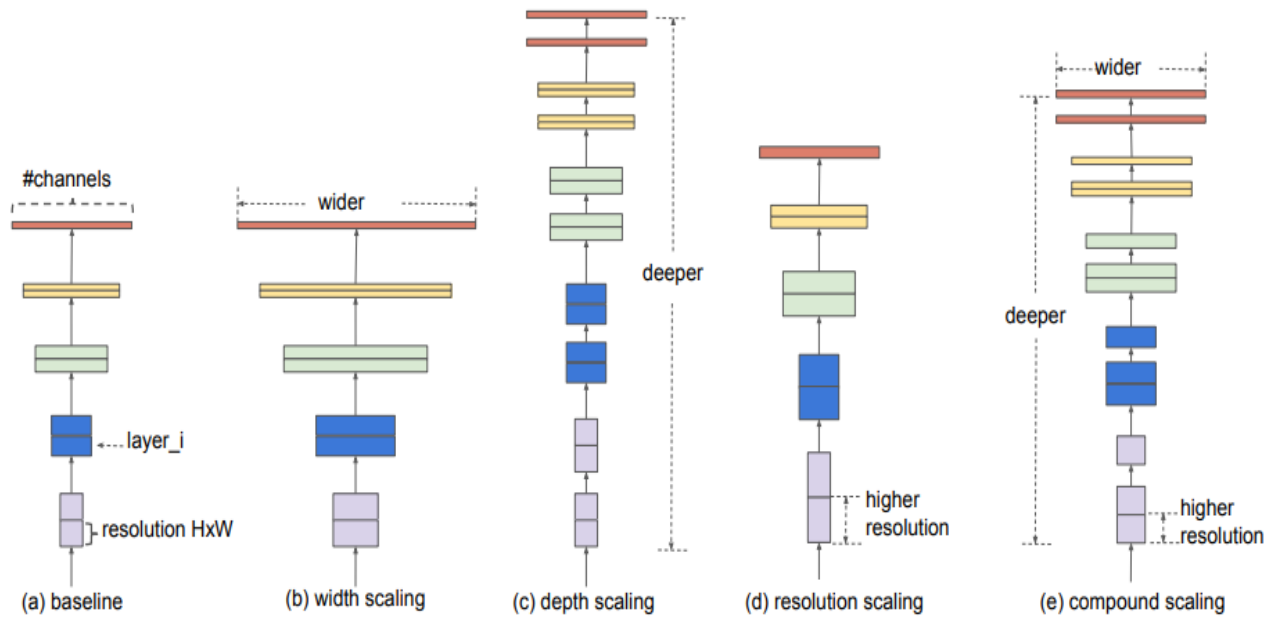 #channels
layer_i
resolution HxW
(a) baseline
wider
(b) width scaling
deeper
(c) depth scaling
higher
resolution
(d) resolution scaling
wider
deeper
higher
resolution
(e) compound scaling